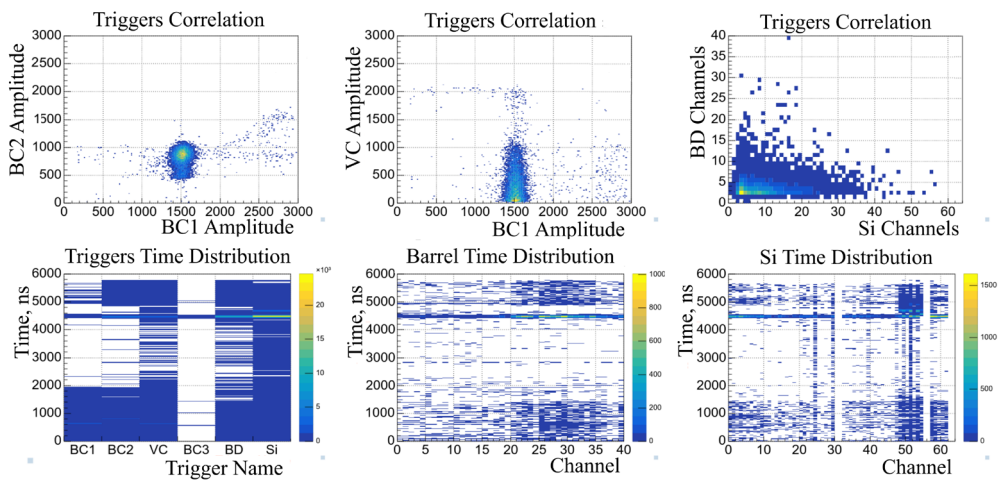 Triggers Correlation
BC2 Amplitude
3000
2500
2000
1500
1000
500
0
0 500 1000 1500 2000 2500 3000
BC1 Amplitude
Triggers Correlation
VC Amplitude
3000
2500
2000
1500
1000
500
0
0 500 1000 1500 2000 2500 3000
BC1 Amplitude
Triggers Correlation
BD Channels
40
35
30
25
20
15
10
5
0
0 10 20 30 40 50 60
Si Channels
Triggers Time Distribution
Time, ns
6000
5000
4000
3000
2000
1000
0
BC1 BC2 VC BC3 BD Si
Trigger Name
×10³
20
15
10
5
0
Barrel Time Distribution
Time, ns
6000
5000
4000
3000
2000
1000
0
0 5 10 15 20 25 30 35 40
Channel
1000
800
600
400
200
0
Si Time Distribution
Time, ns
6000
5000
4000
3000
2000
1000
0
0 10 20 30 40 50 60
Channel
1500
1000
500
0